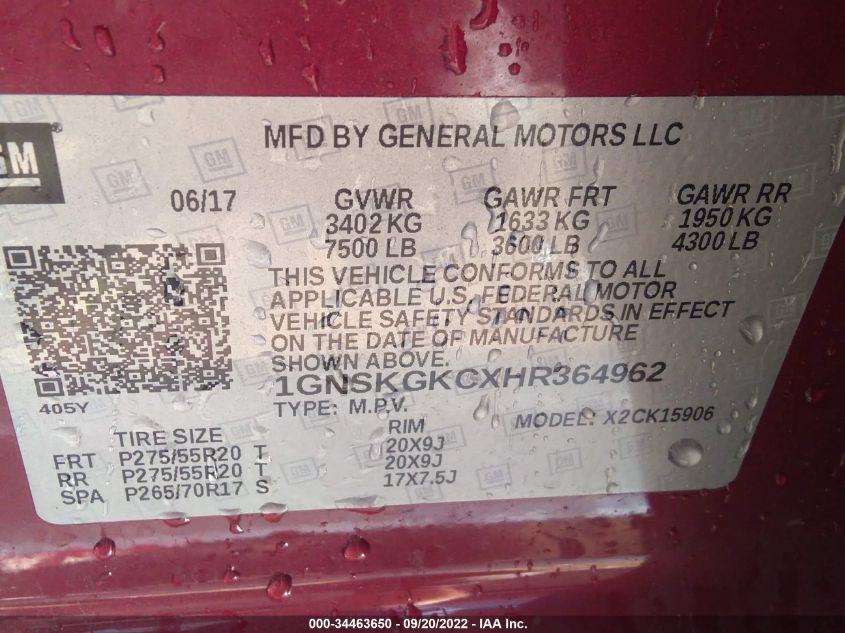 GM
MFD BY GENERAL MOTORS LLC
06/17 GVWR GAWR FRT GAWR RR
3402 KG 1633 KG 1950 KG
7500 LB 3600 LB 4300 LB
THIS VEHICLE CONFORMS TO ALL
APPLICABLE U.S. FEDERAL MOTOR
VEHICLE SAFETY STANDARDS IN EFFECT
ON THE DATE OF MANUFACTURE
SHOWN ABOVE.
1GNSKGKCXHR364962
405Y TYPE: M.P.V. MODEL: X2CK15906
TIRE SIZE RIM
FRT P275/55R20 T 20X9J
RR P275/55R20 T 20X9J
SPA P265/70R17 S 17X7.5J
000-34463650 - 09/20/2022 - IAA Inc.